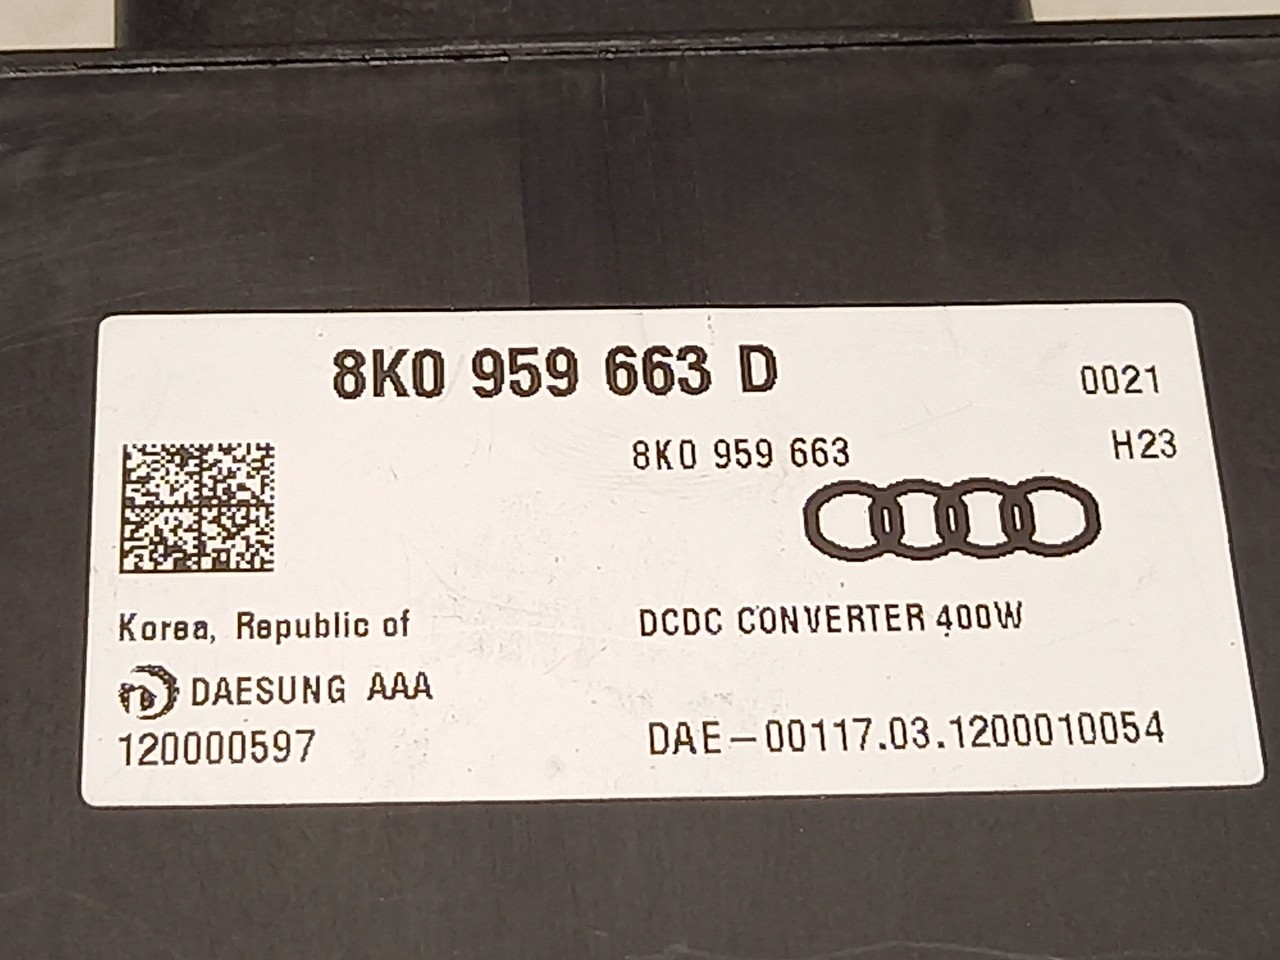 8K0 959 663 D
0021
8K0 959 663
H23
Korea, Republic of
DCDC CONVERTER 400W
DAESUNG AAA
120000597
DAE-00117.03.1200010054